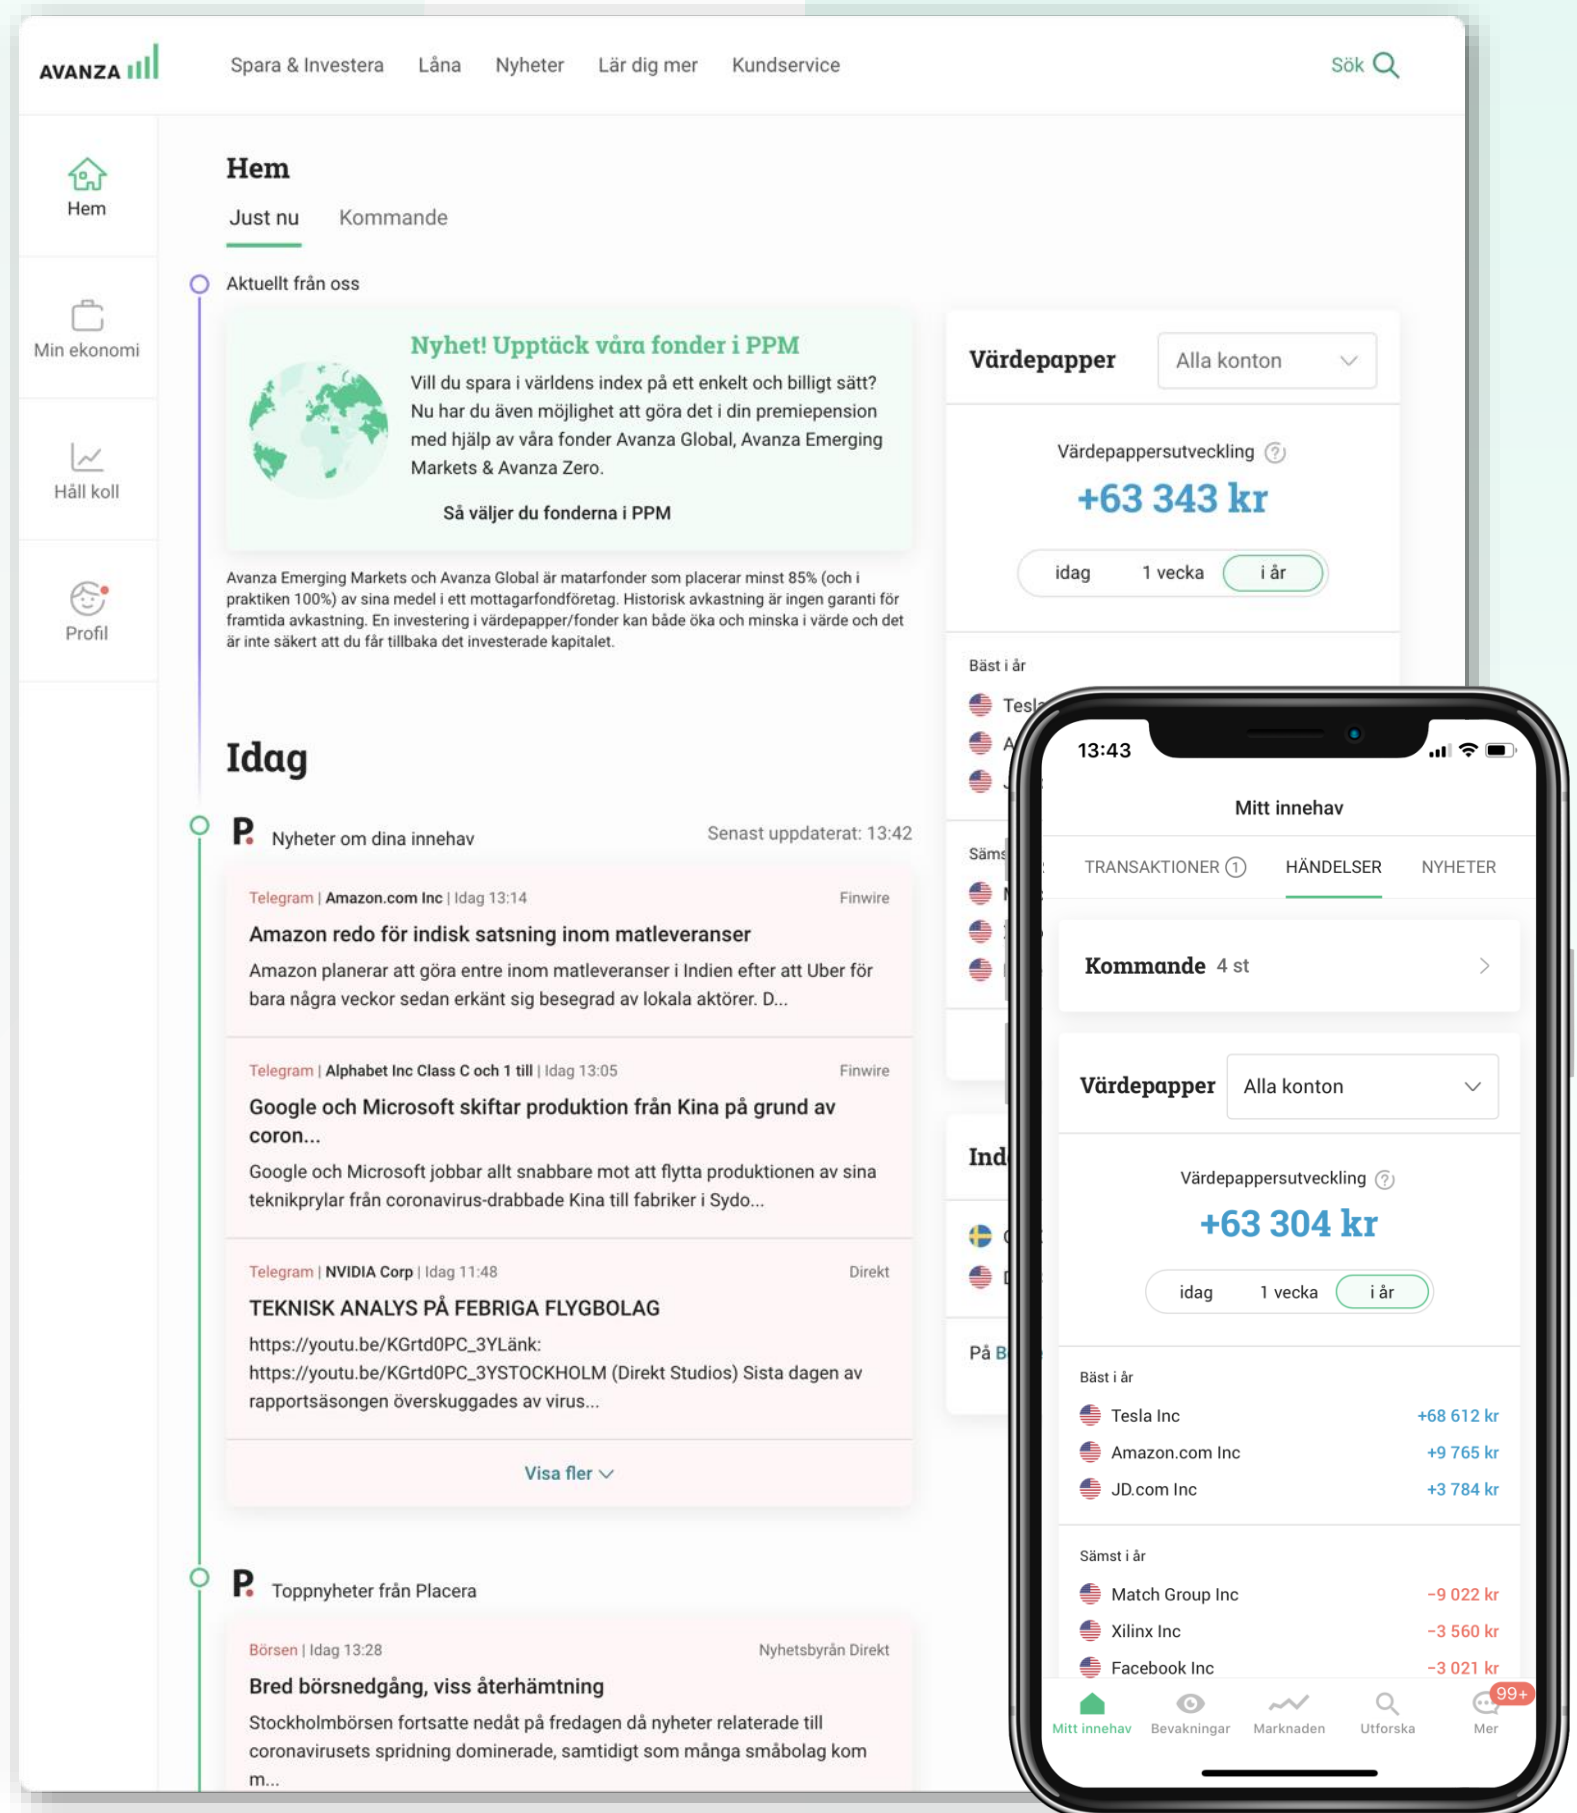 AVANZA
Spara & Investera
Låna
Nyheter
Lär dig mer
Kundservice
Sök
Hem
Min ekonomi
Håll koll
Profil
Hem
Just nu
Kommande
Aktuellt från oss
Nyhet! Upptäck våra fonder i PPM
Vill du spara i världens index på ett enkelt och billigt sätt?
Nu har du även möjlighet att göra det i din premiepension
med hjälp av våra fonder Avanza Global, Avanza Emerging
Markets & Avanza Zero.
Så väljer du fonderna i PPM
Avanza Emerging Markets och Avanza Global är matarfonder som placerar minst 85% (och i
praktiken 100%) av sina medel i ett mottagarfondföretag. Historisk avkastning är ingen garanti för
framtida avkastning. En investering i värdepapper/fonder kan både öka och minska i värde och det
är inte säkert att du får tillbaka det investerade kapitalet.
Idag
P. Nyheter om dina innehav
Senast uppdaterat: 13:42
Telegram | Amazon.com Inc | Idag 13:14
Finwire
Amazon redo för indisk satsning inom matleveranser
Amazon planerar att göra entre inom matleveranser i Indien efter att Uber för
bara några veckor sedan erkänt sig besegrad av lokala aktörer. D...
Telegram | Alphabet Inc Class C och 1 till | Idag 13:05
Finwire
Google och Microsoft skiftar produktion från Kina på grund av
coron...
Google och Microsoft jobbar allt snabbare mot att flytta produktionen av sina
teknikprylar från coronavirus-drabbade Kina till fabriker i Sydo...
Telegram | NVIDIA Corp | Idag 11:48
Direkt
TEKNISK ANALYS PÅ FEBRIGA FLYGBOLAG
https://youtu.be/KGrtd0PC_3YLänk:
https://youtu.be/KGrtd0PC_3YSTOCKHOLM (Direkt Studios) Sista dagen av
rapportsäsongen överskuggades av virus...
Visa fler
P. Toppnyheter från Placera
Börsen | Idag 13:28
Nyhetsbyrån Direkt
Bred börsnedgång, viss återhämtning
Stockholmbörsen fortsatte nedåt på fredagen då nyheter relaterade till
coronavirusets spridning dominerade, samtidigt som många småbolag kom
m...
Värdepapper
Alla konton
Värdepappersutveckling
+63 343 kr
idag
1 vecka
i år
Bäst i år
På
13:43
Mitt innehav
TRANSAKTIONER 1
HÄNDELSER
NYHETER
Kommande 4 st
Värdepapper
Alla konton
Värdepappersutveckling
+63 304 kr
idag
1 vecka
i år
Bäst i år
Tesla Inc +68 612 kr
Amazon.com Inc +9 765 kr
JD.com Inc +3 784 kr
Sämst i år
Match Group Inc −9 022 kr
Xilinx Inc −3 560 kr
Facebook Inc −3 021 kr
99+
Mitt innehav
Bevakningar
Marknaden
Utforska
Mer